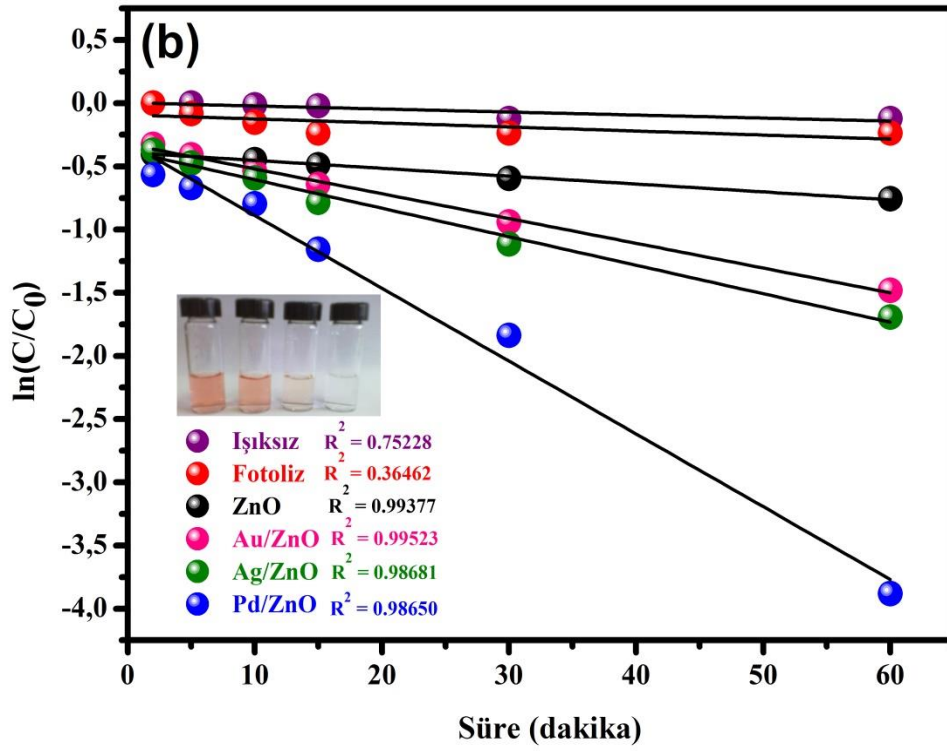 (b)
0,5
0,0
-0,5
-1,0
-1,5
-2,0
-2,5
-3,0
-3,5
-4,0
ln(C/C0)
Işıksız R2 = 0.75228
Fotoliz R2 = 0.36462
ZnO R2 = 0.99377
Au/ZnO R2 = 0.99523
Ag/ZnO R2 = 0.98681
Pd/ZnO R2 = 0.98650
0 10 20 30 40 50 60
Süre (dakika)